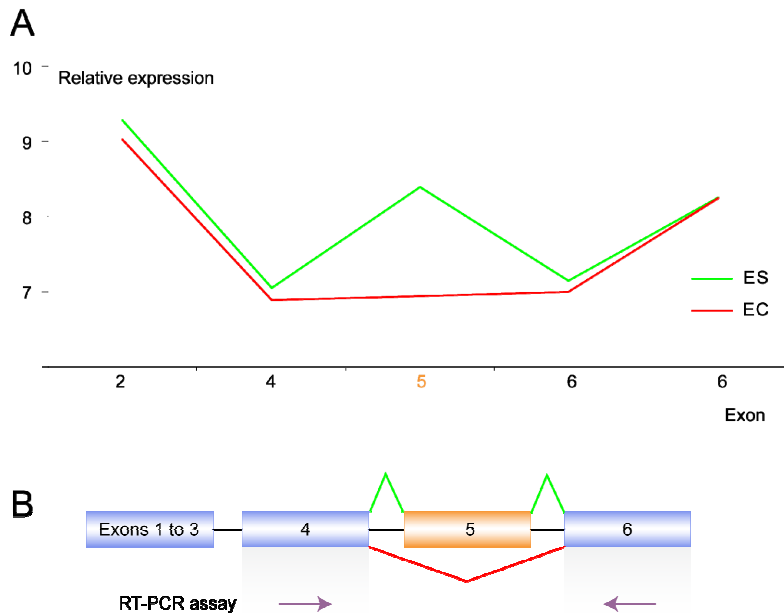 A
10
Relative expression
9
8
7
ES
EC
2 4 5 6 6
Exon
B
Exons 1 to 3 4 5 6
RT-PCR assay